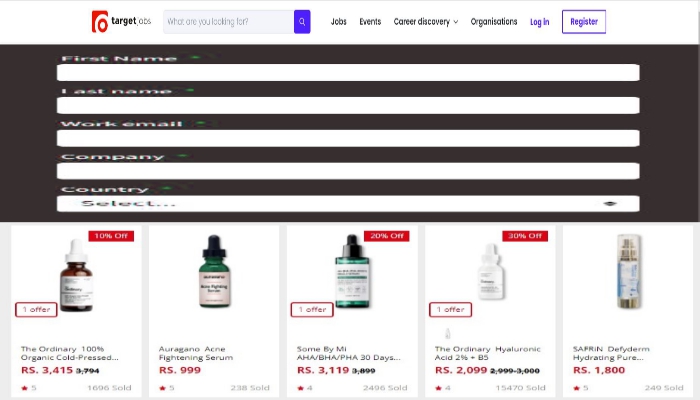 targetjobs
What are you looking for?
Jobs Events Career discovery Organisations Log in Register
First Name *
Last name *
Work email *
Company *
Country *
Select...
10% Off 20% Off 30% Off
1 offer 1 offer 1 offer
The Ordinary 100% Organic Cold-Pressed...
RS. 3,415 3,794
5 1696 Sold
Auragano Acne Fightening Serum
RS. 999
5 238 Sold
Some By Mi AHA/BHA/PHA 30 Days...
RS. 3,119 3,899
4 2496 Sold
The Ordinary Hyaluronic Acid 2% + B5
RS. 2,099 2,999-3,000
4 15470 Sold
SAFRiN Defyderm Hydrating Pure...
RS. 1,800
5 249 Sold